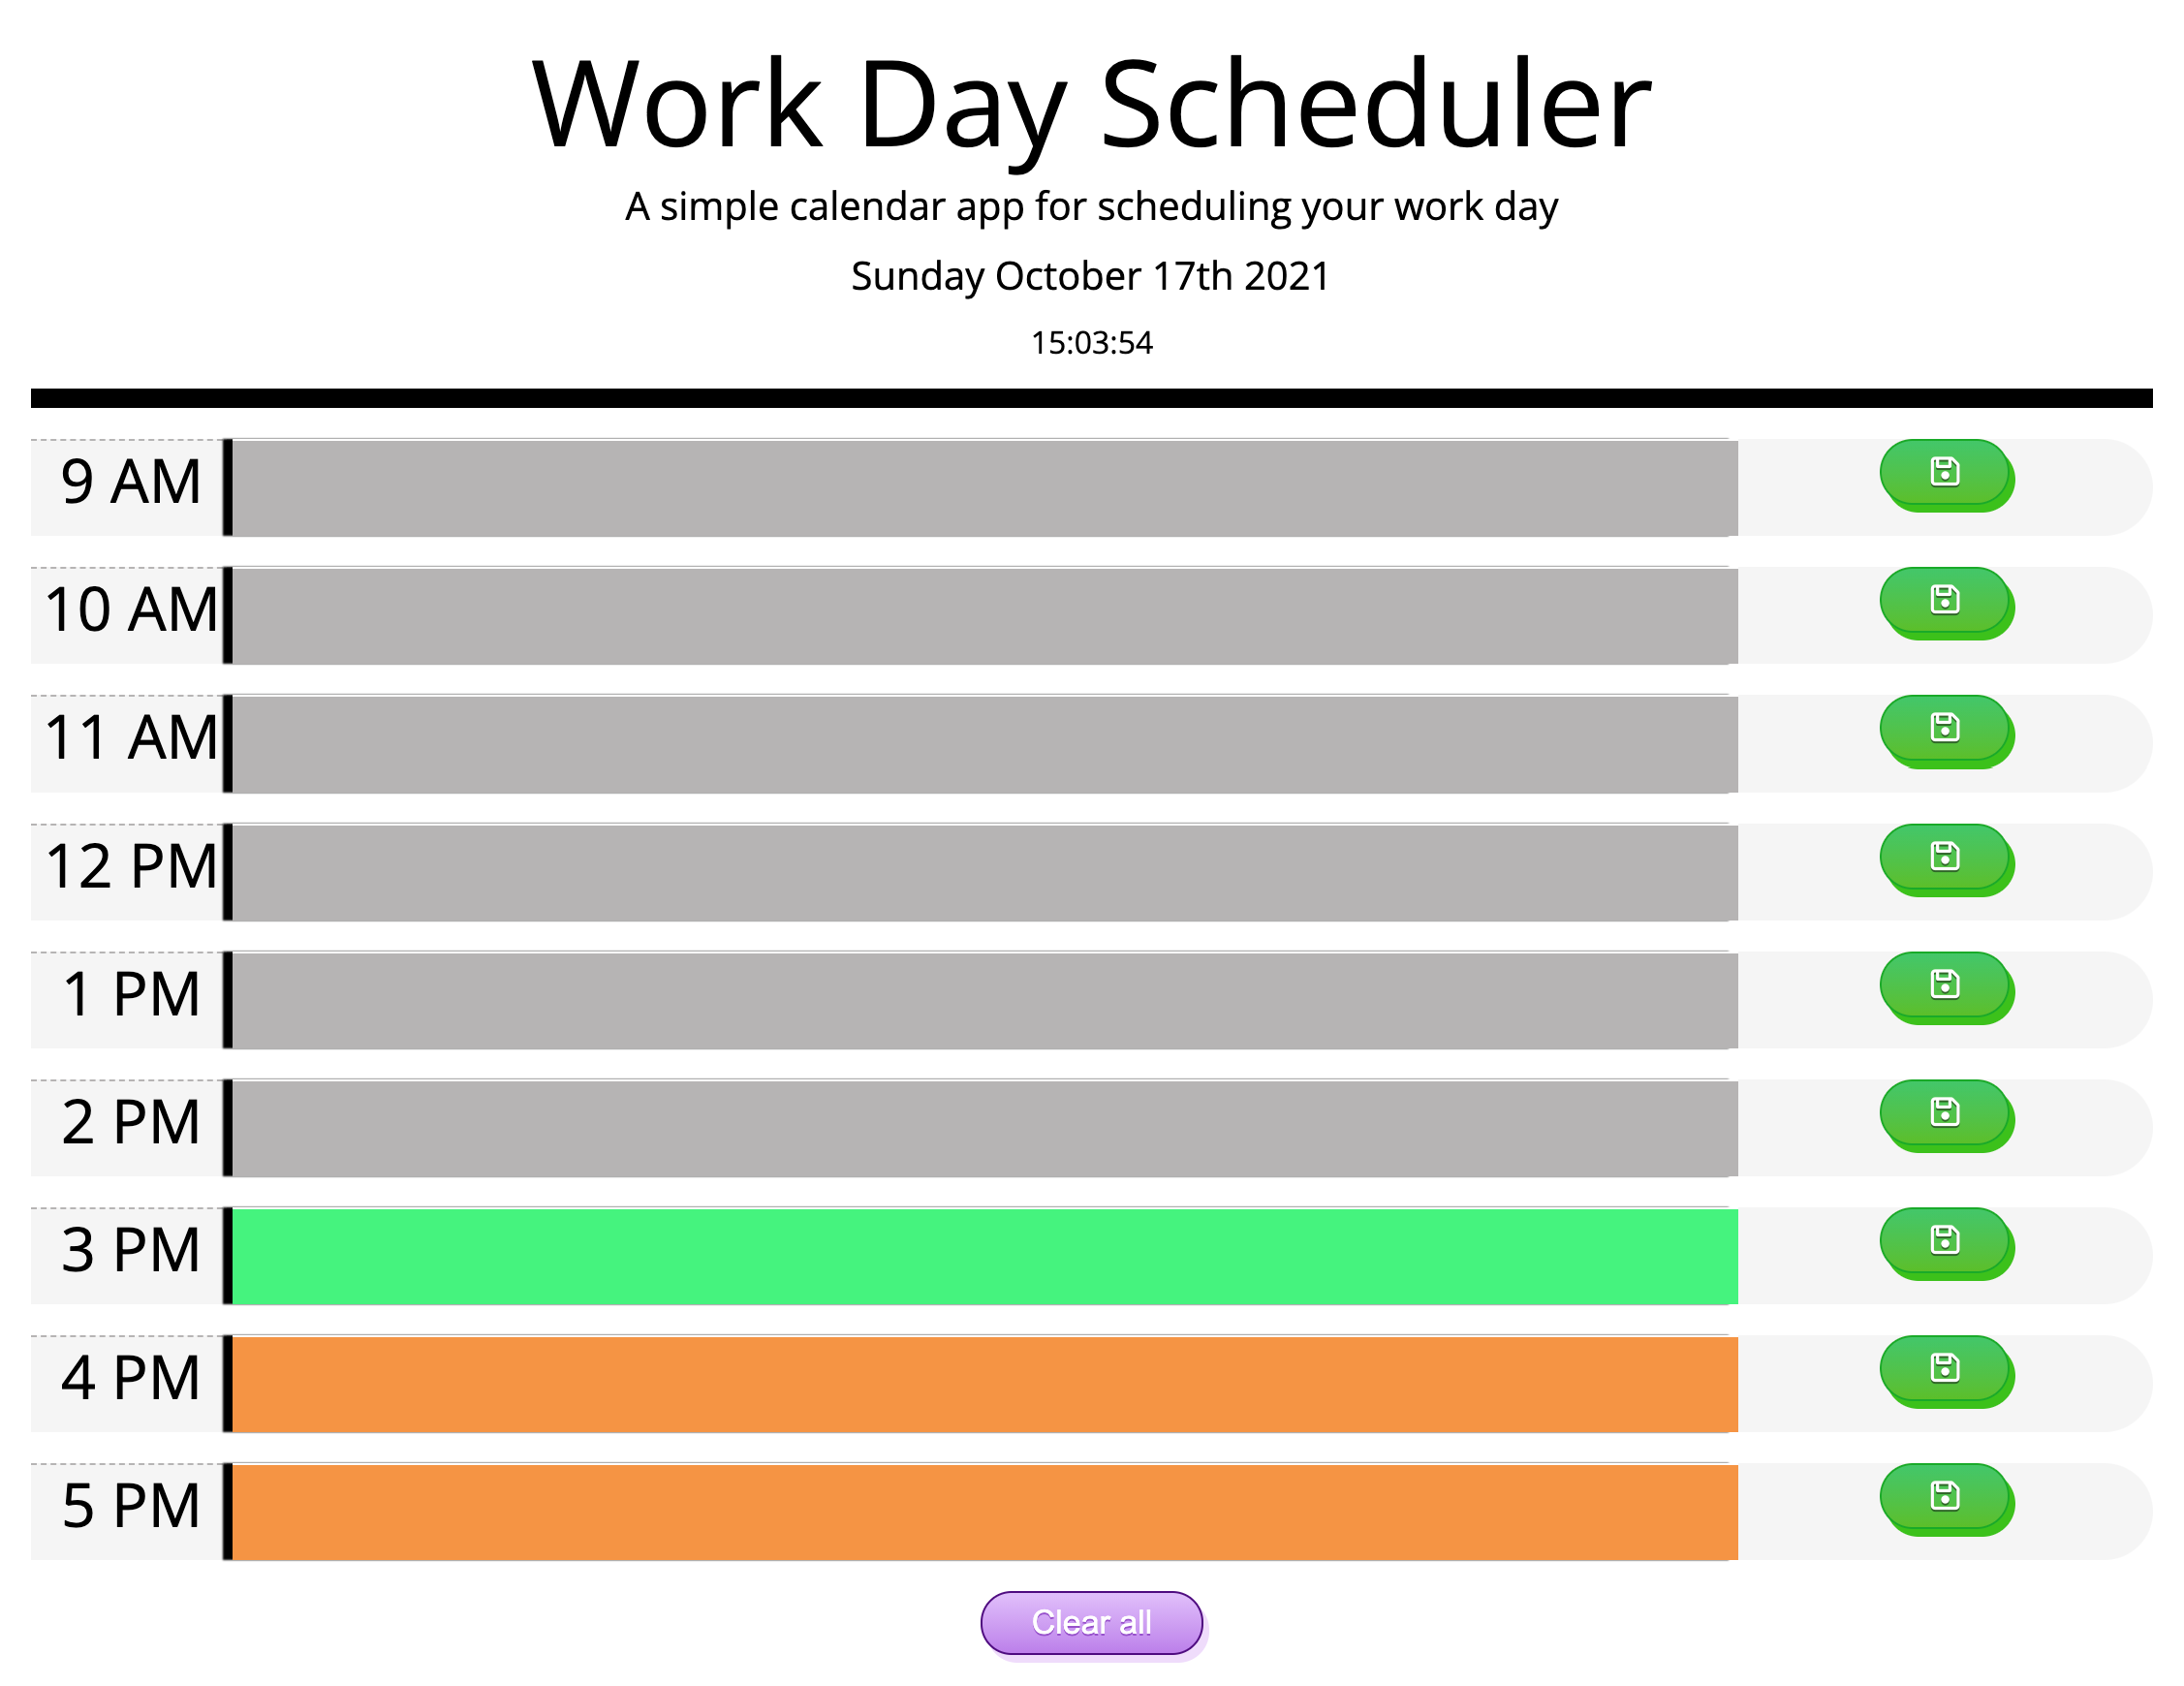 Work Day Scheduler
A simple calendar app for scheduling your work day
Sunday October 17th 2021
15:03:54
9 AM
10 AM
11 AM
12 PM
1 PM
2 PM
3 PM
4 PM
5 PM
Clear all